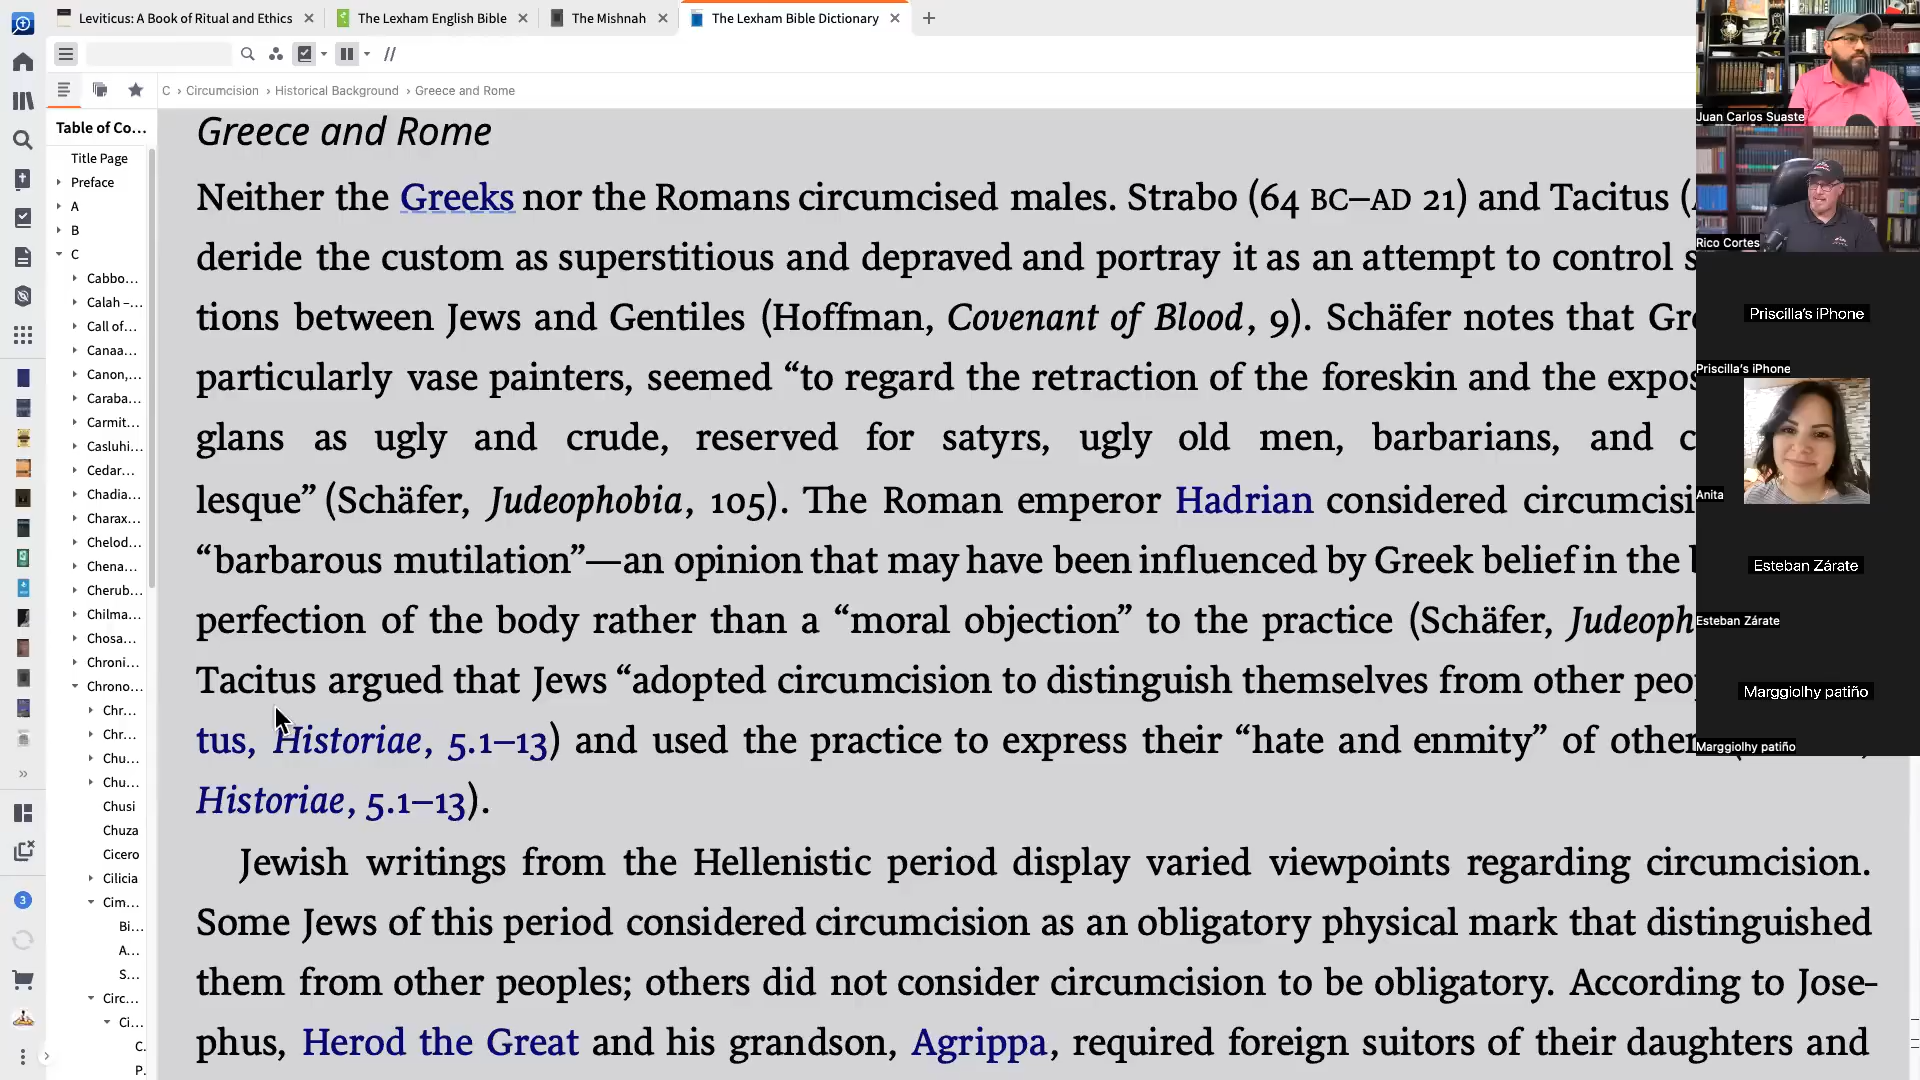 Leviticus: A Book of Ritual and Ethics
The Lexham English Bible
The Mishnah
The Lexham Bible Dictionary
C › Circumcision › Historical Background › Greece and Rome
Table of Co...
Title Page
Preface
A
B
C
Cabbo...
Calah –...
Call of...
Canaa...
Canon,...
Caraba...
Carmit...
Casluhi...
Cedar...
Chadia...
Charax...
Chelod...
Chena...
Cherub...
Chilma...
Chosa...
Chroni...
Chrono...
Chr...
Chr...
Chu...
Chu...
Chusi
Chuza
Cicero
Cilicia
Cim...
Bi...
A...
S...
Circ...
Ci...
C.
P.
3
Greece and Rome
Neither the Greeks nor the Romans circumcised males. Strabo (64 BC–AD 21) and Tacitus (
deride the custom as superstitious and depraved and portray it as an attempt to control s
tions between Jews and Gentiles (Hoffman, Covenant of Blood, 9). Schäfer notes that Gre
particularly vase painters, seemed “to regard the retraction of the foreskin and the expos
glans as ugly and crude, reserved for satyrs, ugly old men, barbarians, and c
lesque” (Schäfer, Judeophobia, 105). The Roman emperor Hadrian considered circumcisi
“barbarous mutilation”—an opinion that may have been influenced by Greek belief in the
perfection of the body rather than a “moral objection” to the practice (Schäfer, Judeoph
Tacitus argued that Jews “adopted circumcision to distinguish themselves from other peop
tus, Historiae, 5.1–13) and used the practice to express their “hate and enmity” of other
Historiae, 5.1–13).
Jewish writings from the Hellenistic period display varied viewpoints regarding circumcision.
Some Jews of this period considered circumcision as an obligatory physical mark that distinguished
them from other peoples; others did not consider circumcision to be obligatory. According to Jose-
phus, Herod the Great and his grandson, Agrippa, required foreign suitors of their daughters and
Juan Carlos Suaste
Rico Cortes
Priscilla’s iPhone
Priscilla’s iPhone
Anita
Esteban Zárate
Esteban Zárate
Marggiolhy patiño
Marggiolhy patiño